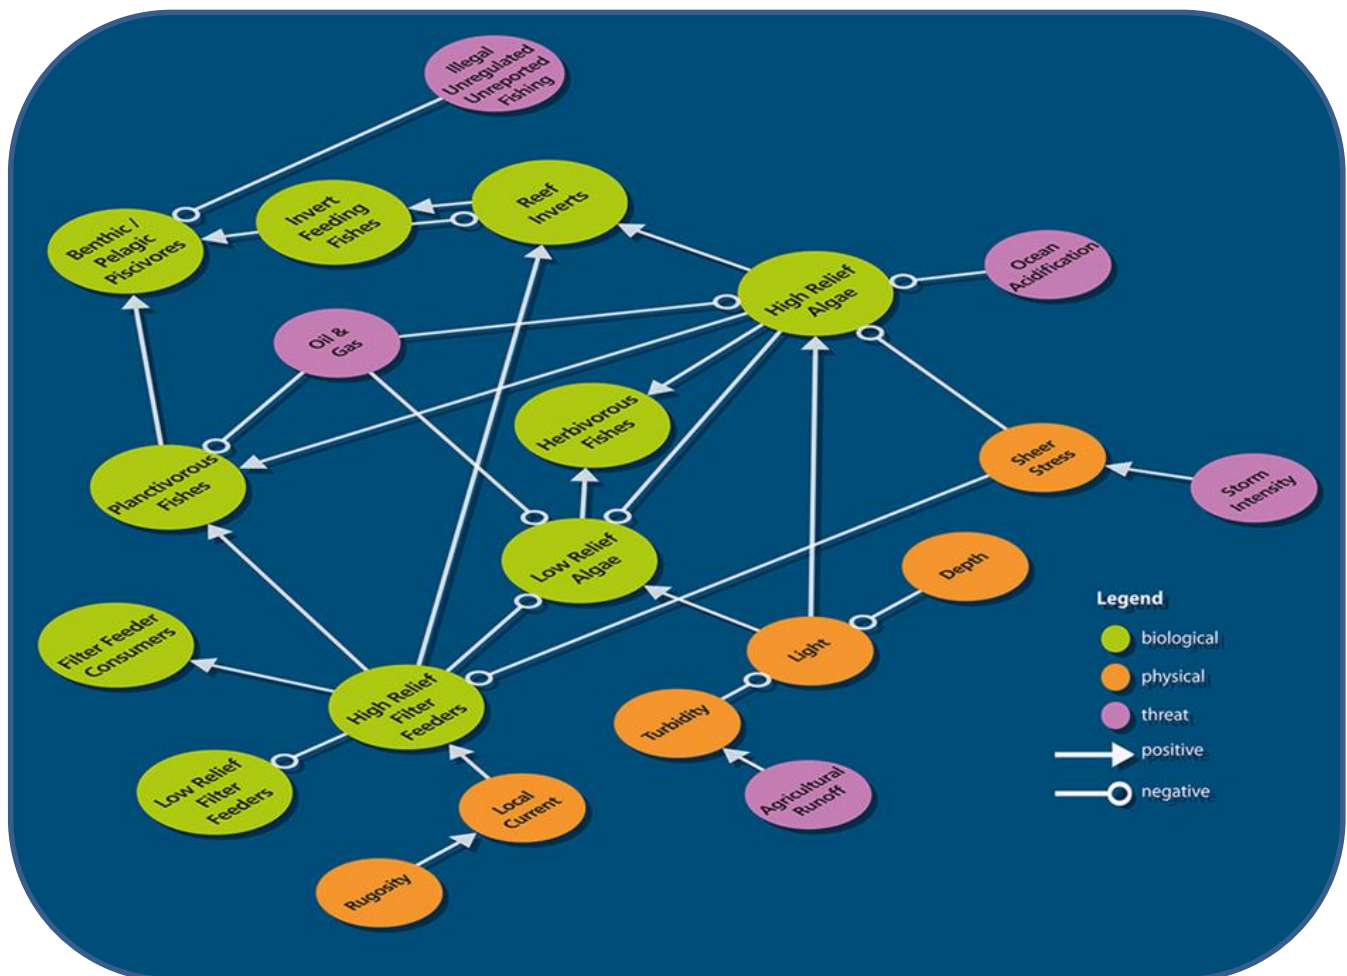 Illegal
Unregulated
Unreported
Fishing
Reef
Inverts
Invert
Feeding
Fishes
Benthic /
Pelagic
Piscivores
Ocean
Acidification
High Relief
Algae
Oil &
Gas
Herbivorous
Fishes
Sheer
Stress
Storm
Intensity
Planctivorous
Fishes
Low Relief
Algae
Depth
Legend
biological
physical
threat
positive
negative
Filter Feeder
Consumers
Light
High Relief
Filter
Feeders
Turbidity
Low Relief
Filter
Feeders
Local
Current
Agricultural
Runoff
Rugosity